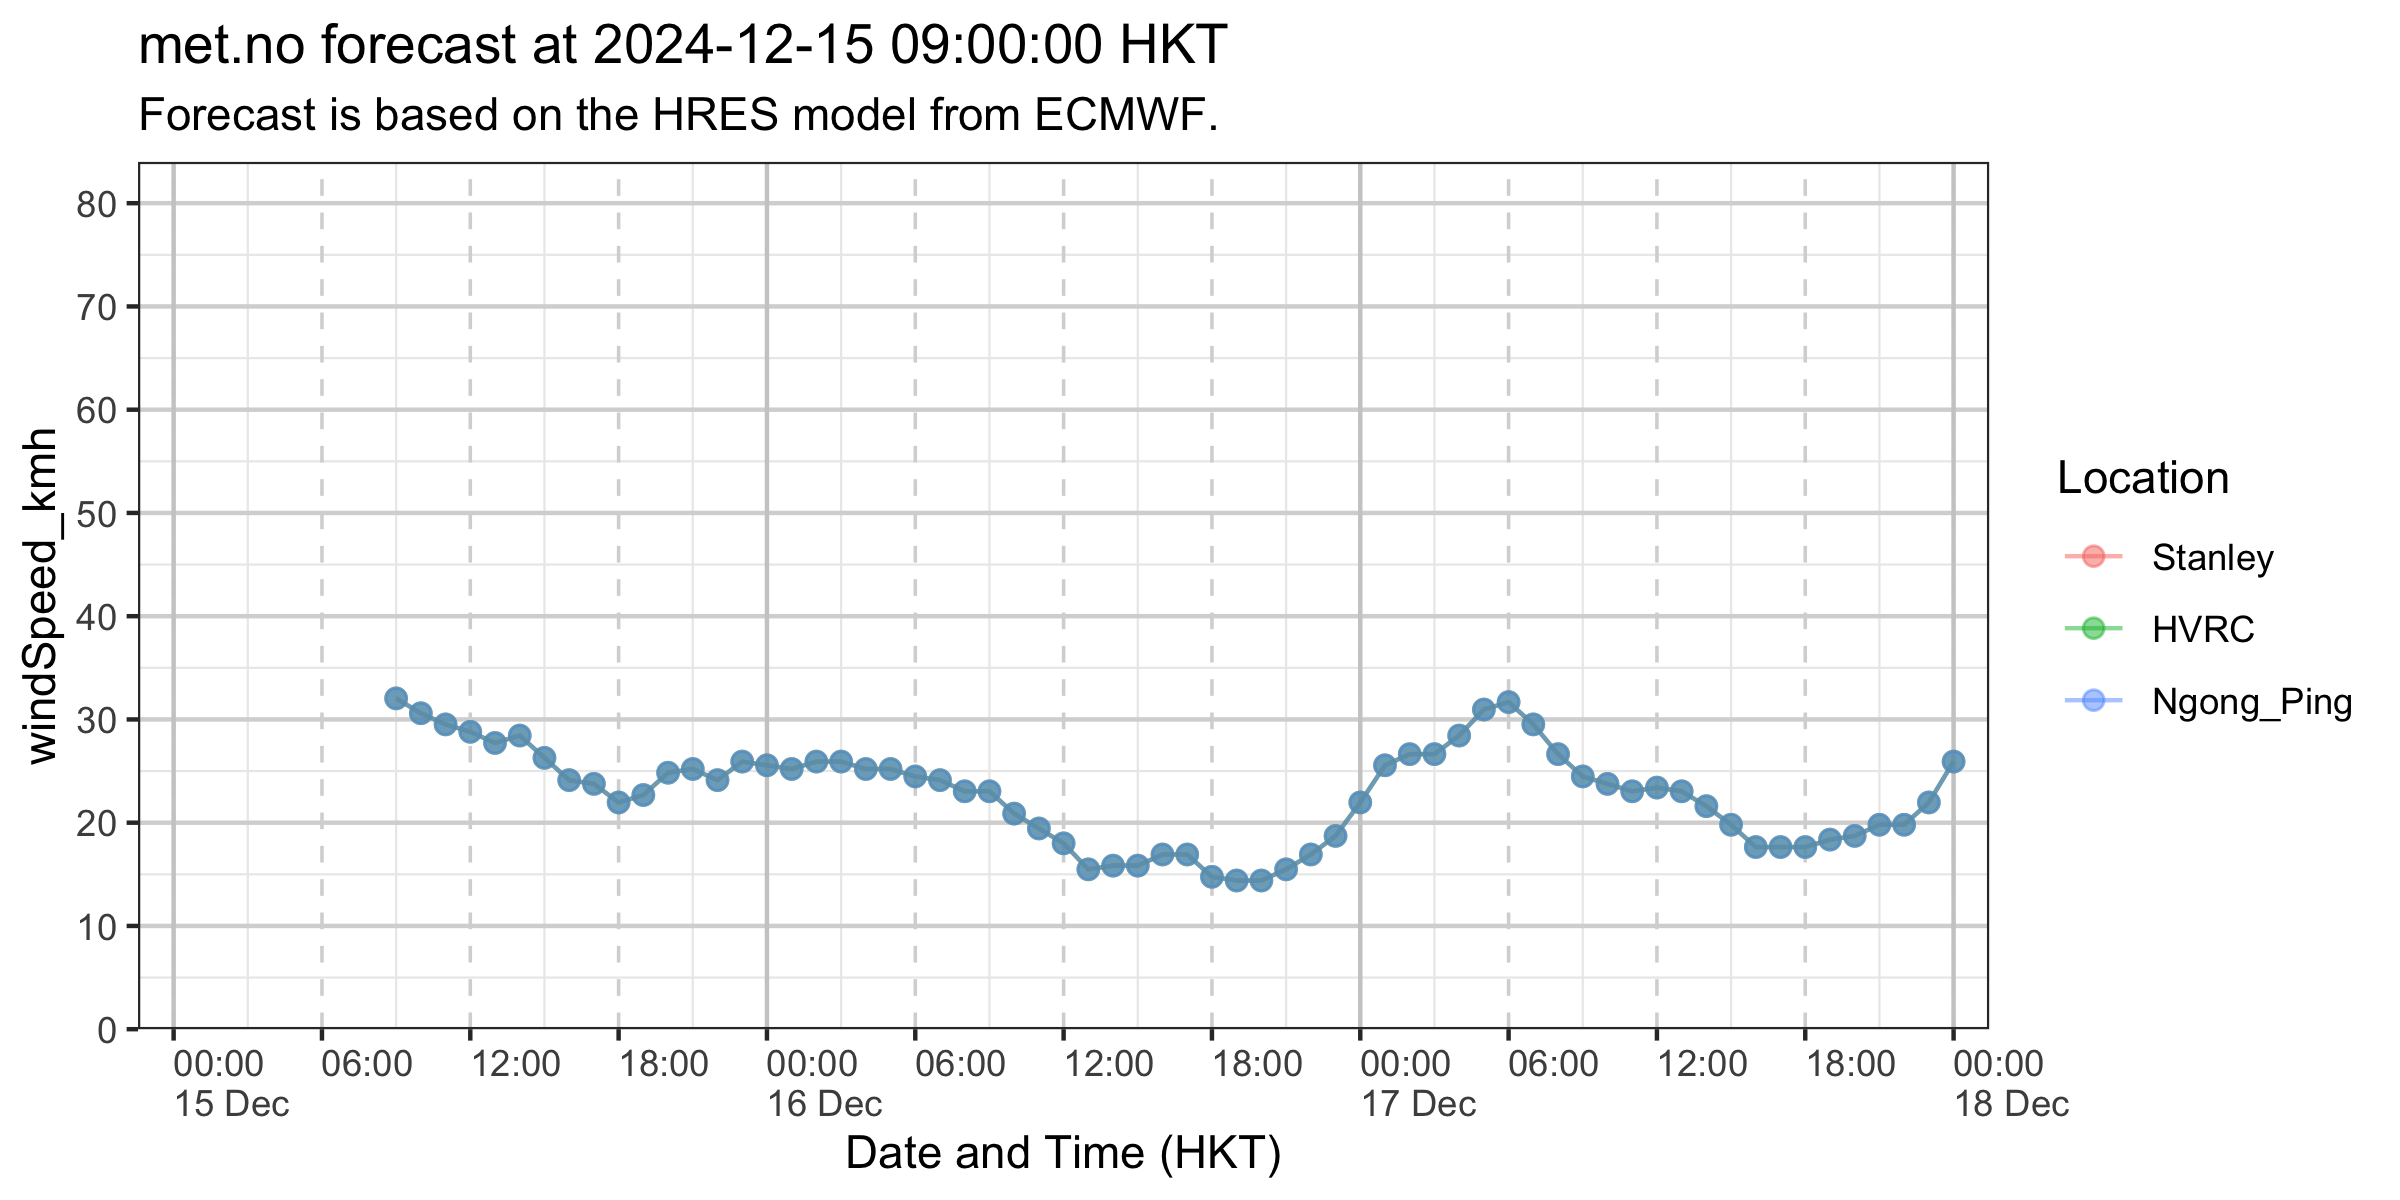 met.no forecast at 2024-12-15 09:00:00 HKT
Forecast is based on the HRES model from ECMWF.
windSpeed_kmh
80
70
60
50
40
30
20
10
0
00:00 06:00 12:00 18:00 00:00 06:00 12:00 18:00 00:00 06:00 12:00 18:00 00:00
15 Dec 16 Dec 17 Dec 18 Dec
Date and Time (HKT)
Location
Stanley
HVRC
Ngong_Ping